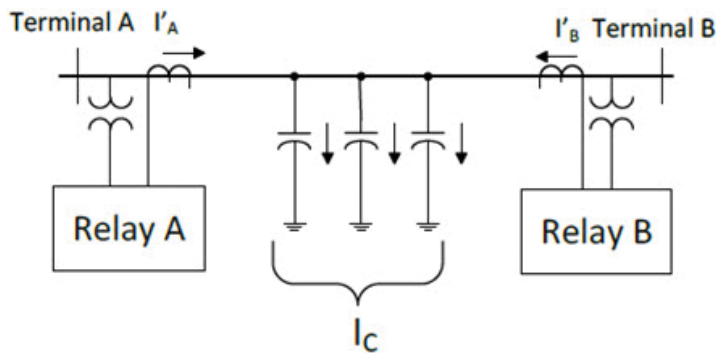 Terminal A I'A
I'B Terminal B
Relay A
Relay B
IC